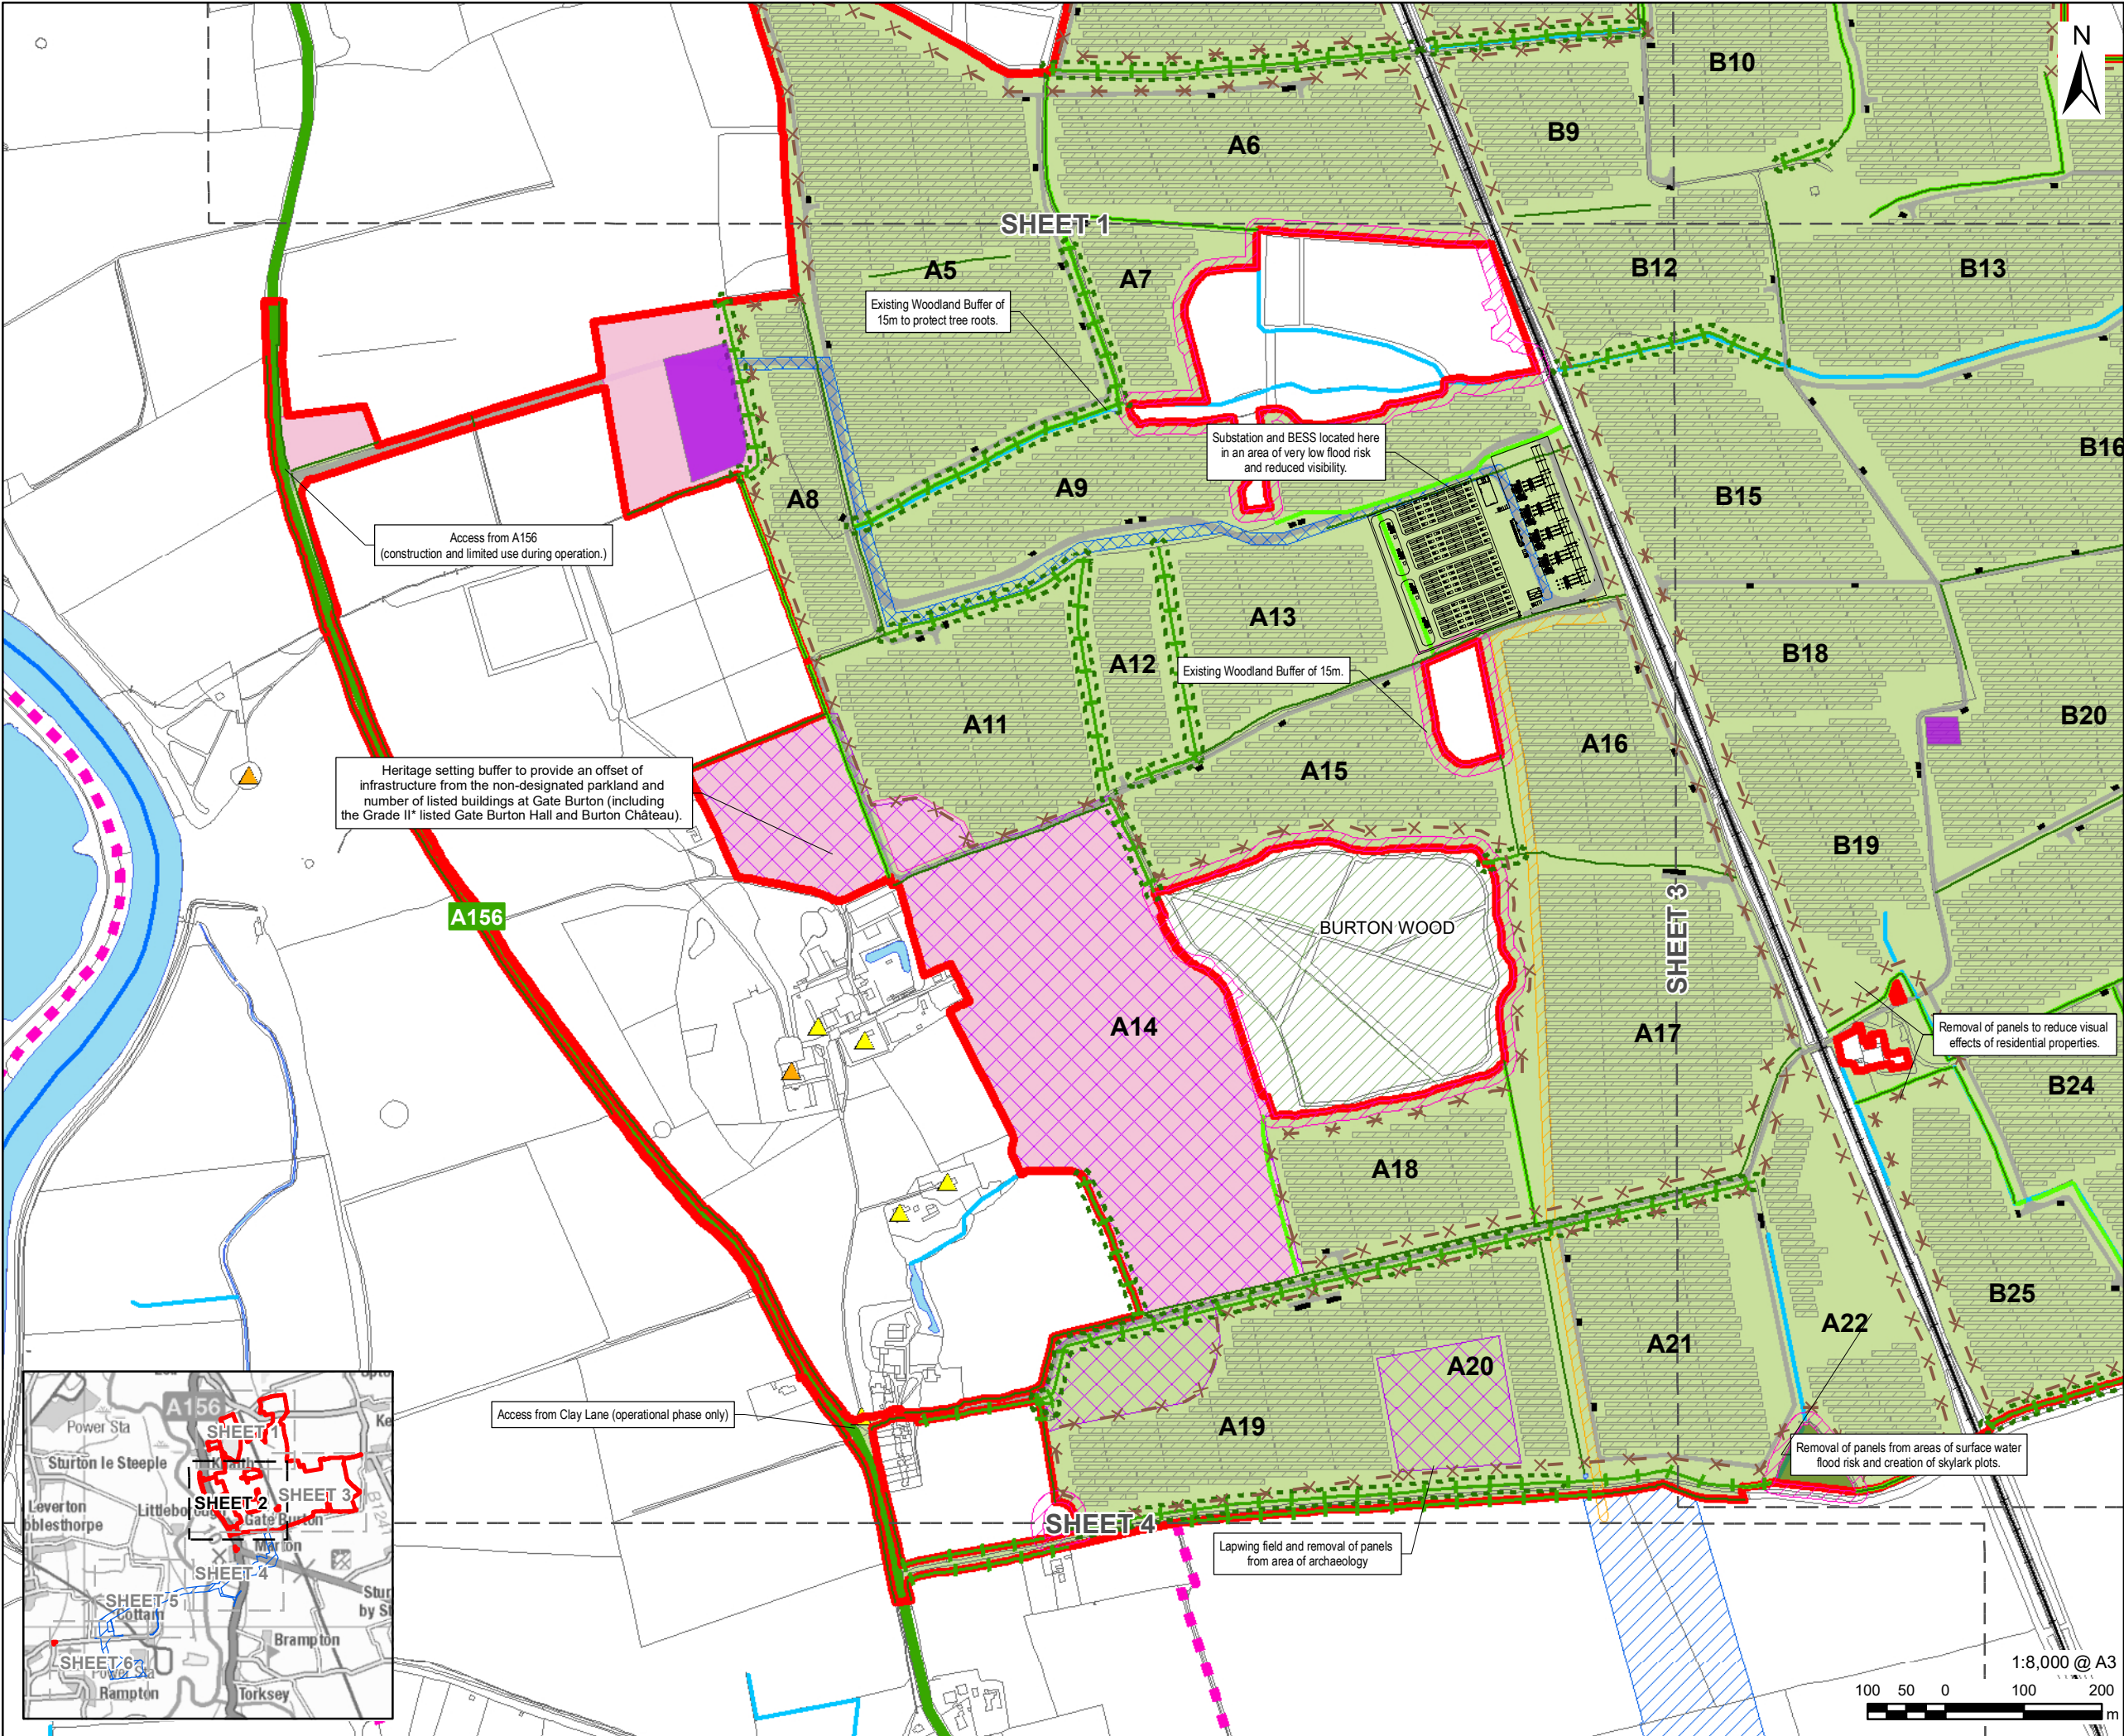 N
B10
B9
A6
SHEET 1
A5
A7
B12
B13
Existing Woodland Buffer of
15m to protect tree roots.
Substation and BESS located here
in an area of very low flood risk
and reduced visibility.
B16
A8
A9
B15
Access from A156
(construction and limited use during operation.)
A13
A12
Existing Woodland Buffer of 15m.
B18
A11
A16
B20
A15
Heritage setting buffer to provide an offset of
infrastructure from the non-designated parkland and
number of listed buildings at Gate Burton (including
the Grade II* listed Gate Burton Hall and Burton Château).
B19
A156
BURTON WOOD
SHEET 3
A14
A17
Removal of panels to reduce visual
effects of residential properties.
B24
A18
B25
A22
A21
A20
Access from Clay Lane (operational phase only)
A19
Removal of panels from areas of surface water
flood risk and creation of skylark plots.
SHEET 4
Lapwing field and removal of panels
from area of archaeology
A156
Power Sta
SHEET 1
Sturton le Steeple
SHEET 2
SHEET 3
Leverton
Gate Burton
Marton
SHEET 4
SHEET 5
Cottam
Brampton
SHEET 6
Rampton
Torksey
1:8,000 @ A3
100 50 0 100 200
m